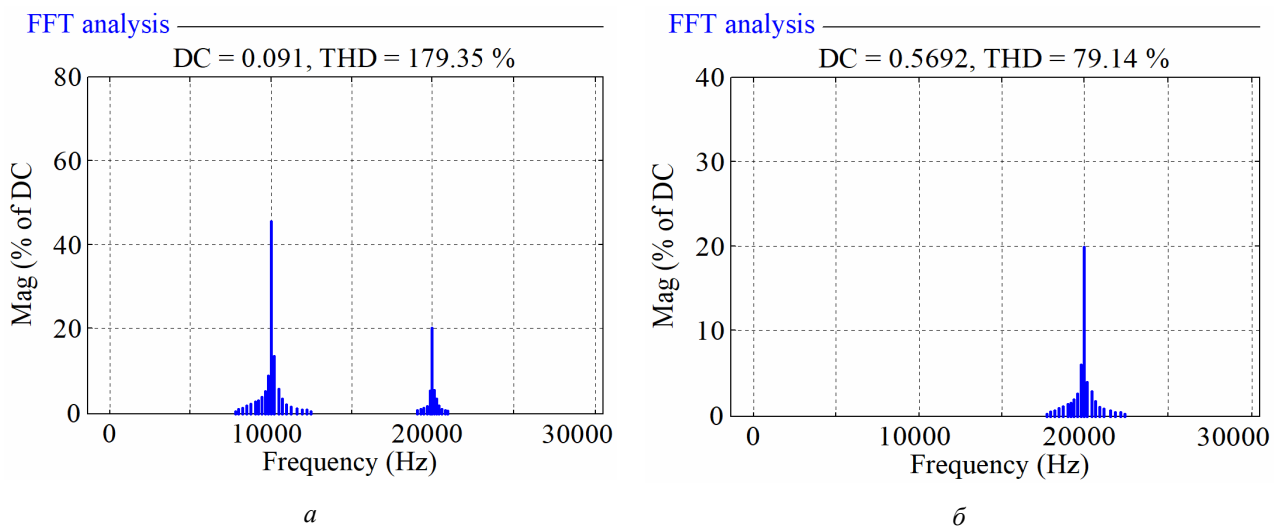 FFT analysis
DC = 0.091, THD = 179.35 %
Mag (% of DC
80
60
40
20
0
0 10000 20000 30000
Frequency (Hz)
а
FFT analysis
DC = 0.5692, THD = 79.14 %
Mag (% of DC
40
30
20
10
0
0 10000 20000 30000
Frequency (Hz)
б